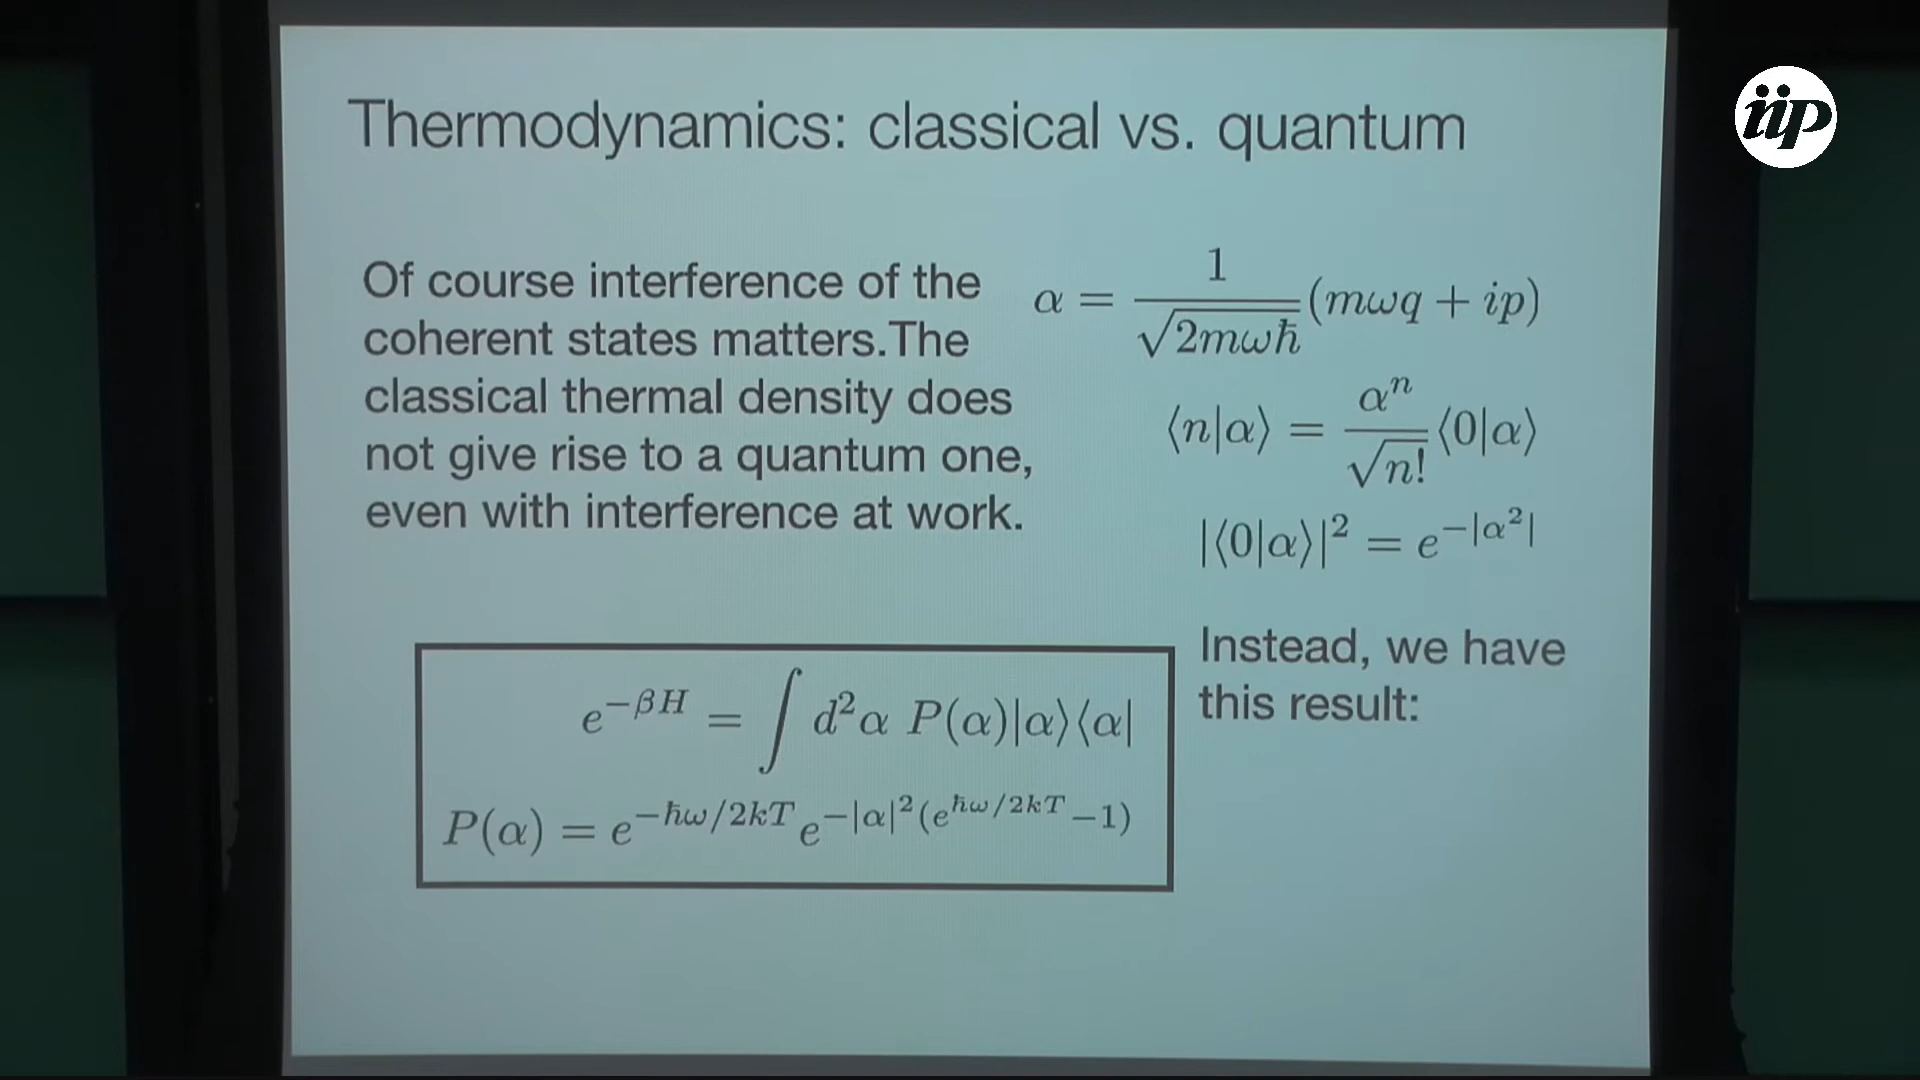 Thermodynamics: classical vs. quantum
iip
Of course interference of the
coherent states matters.The
classical thermal density does
not give rise to a quantum one,
even with interference at work.
α = 1/√(2mωħ) (mωq + ip)
⟨n|α⟩ = αⁿ/√n! ⟨0|α⟩
|⟨0|α⟩|² = e^{-|α²|}
Instead, we have
this result:
e^{-βH} = ∫ d²α P(α)|α⟩⟨α|
P(α) = e^{-ħω/2kT} e^{-|α|²(e^{ħω/2kT} - 1)}